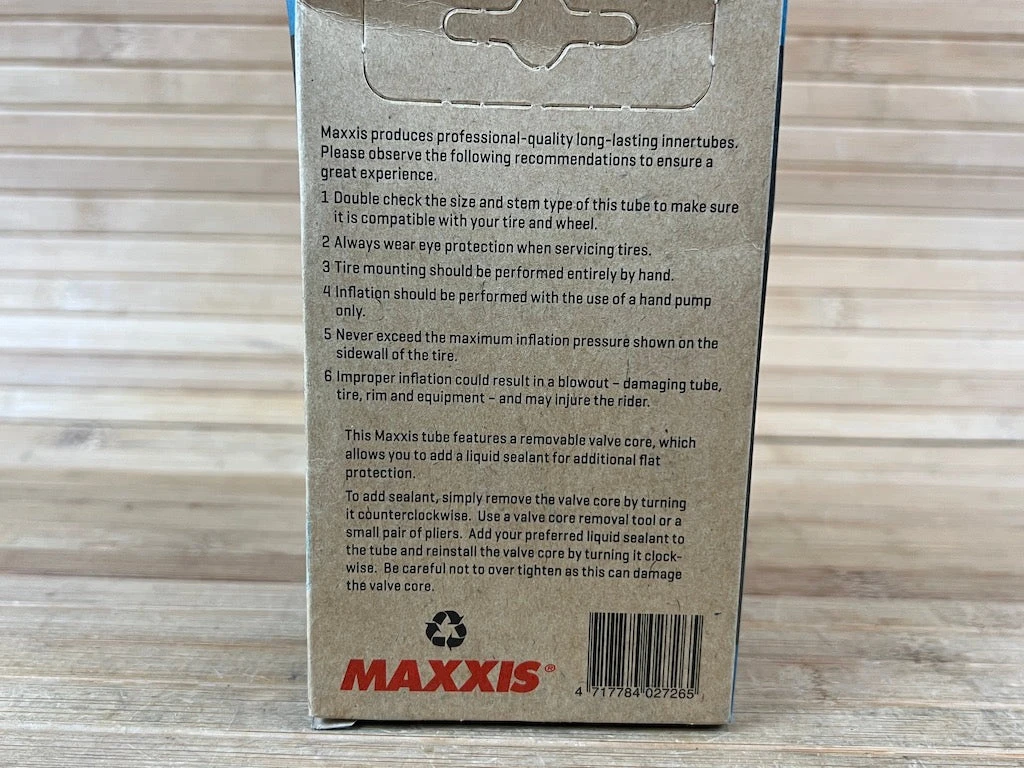 Maxxis produces professional-quality long-lasting innertubes.
Please observe the following recommendations to ensure a
great experience.
1 Double check the size and stem type of this tube to make sure
it is compatible with your tire and wheel.
2 Always wear eye protection when servicing tires.
3 Tire mounting should be performed entirely by hand.
4 Inflation should be performed with the use of a hand pump
only.
5 Never exceed the maximum inflation pressure shown on the
sidewall of the tire.
6 Improper inflation could result in a blowout – damaging tube,
tire, rim and equipment – and may injure the rider.
This Maxxis tube features a removable valve core, which
allows you to add a liquid sealant for additional flat
protection.
To add sealant, simply remove the valve core by turning
it counterclockwise. Use a valve core removal tool or a
small pair of pliers. Add your preferred liquid sealant to
the tube and reinstall the valve core by turning it clock-
wise. Be careful not to over tighten as this can damage
the valve core.
MAXXIS®
4 717784 027265